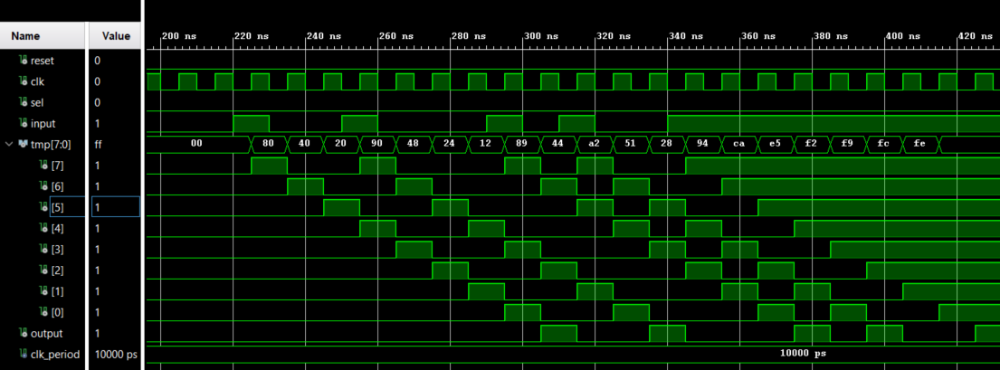 Name Value 200 ns 220 ns 240 ns 260 ns 280 ns 300 ns 320 ns 340 ns 360 ns 380 ns 400 ns 420 ns
reset 0
clk 0
sel 0
input 1
tmp[7:0] ff 00 80 40 20 90 48 24 12 89 44 a2 51 28 94 ca e5 f2 f9 fc fe
[7] 1
[6] 1
[5] 1
[4] 1
[3] 1
[2] 1
[1] 1
[0] 1
output 1
clk_period 10000 ps 10000 ps